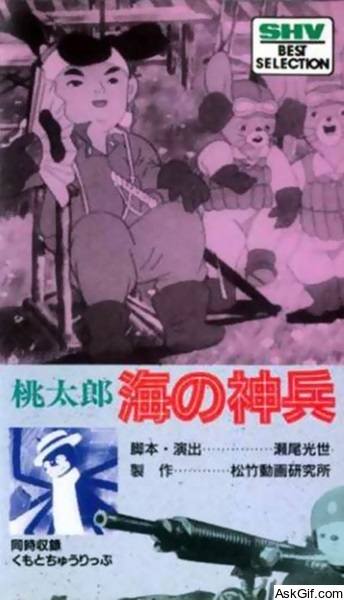 SHV
BEST
SELECTION
桃太郎 海の神兵
脚本・演出……………瀬尾光世
製 作…………松竹動画研究所
同時収録
くもとちゅうりっぷ
AskGif.com